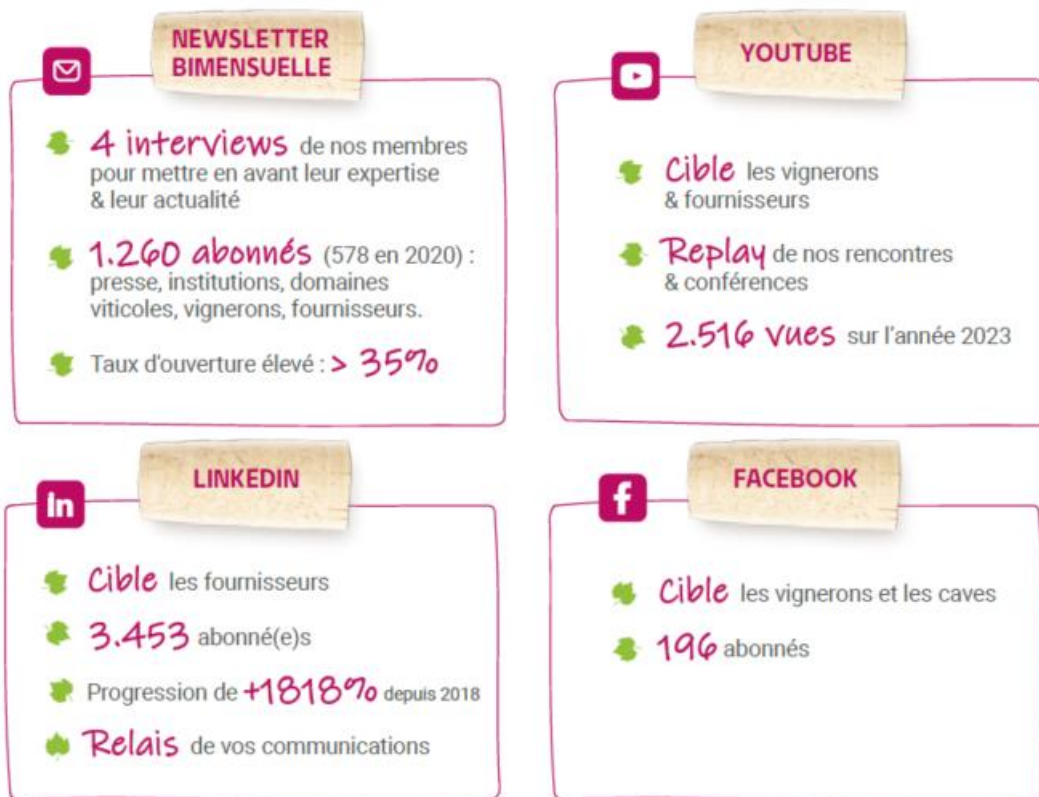 NEWSLETTER
BIMENSUELLE
4 interviews de nos membres
pour mettre en avant leur expertise
& leur actualité
1.260 abonnés (578 en 2020) :
presse, institutions, domaines
viticoles, vignerons, fournisseurs.
Taux d'ouverture élevé : > 35%
YOUTUBE
Cible les vignerons
& fournisseurs
Replay de nos rencontres
& conférences
2.516 vues sur l'année 2023
LINKEDIN
in
Cible les fournisseurs
3.453 abonné(e)s
Progression de +1818% depuis 2018
Relais de vos communications
FACEBOOK
f
Cible les vignerons et les caves
196 abonnés